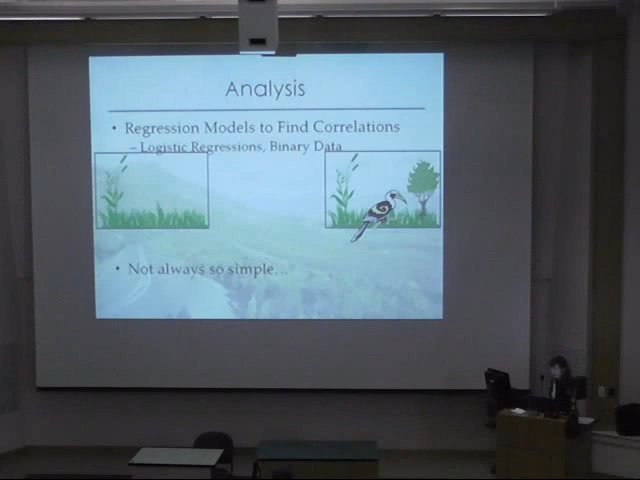 Analysis
• Regression Models to Find Correlations
– Logistic Regressions, Binary Data
• Not always so simple…